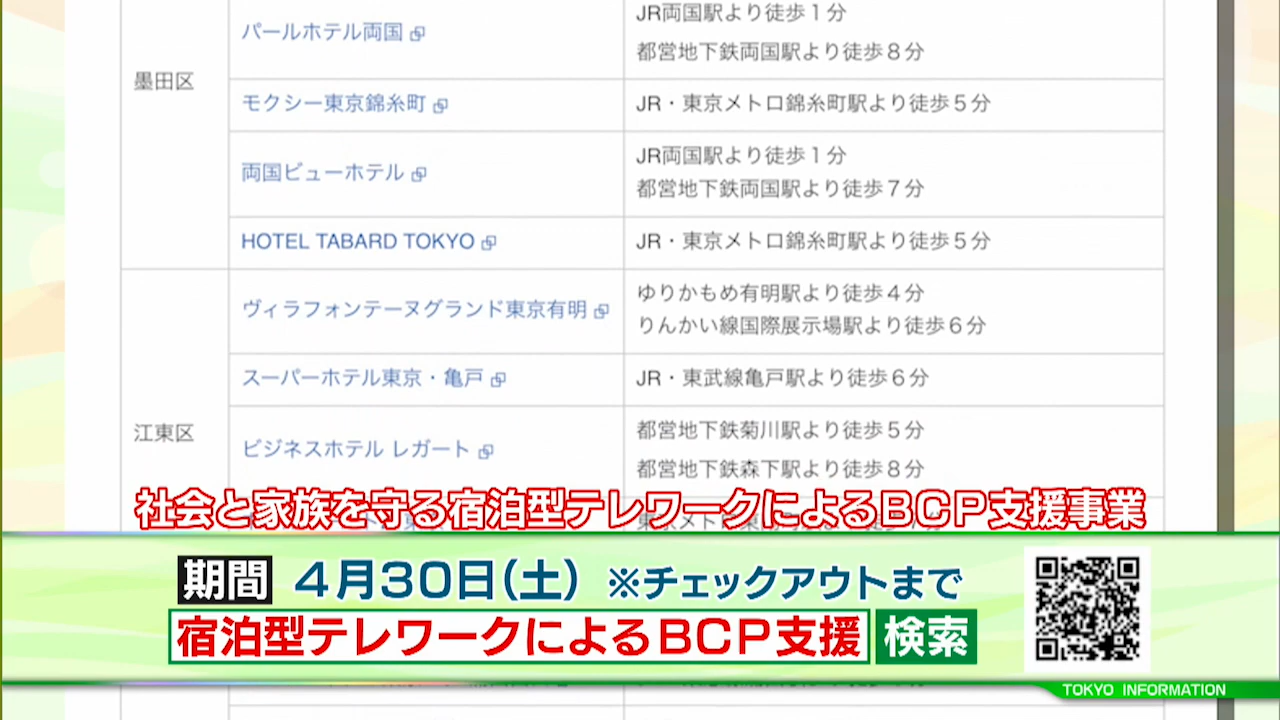 パールホテル両国
JR両国駅より徒歩1分
都営地下鉄両国駅より徒歩8分
墨田区
モクシー東京錦糸町
JR・東京メトロ錦糸町駅より徒歩5分
両国ビューホテル
JR両国駅より徒歩1分
都営地下鉄両国駅より徒歩7分
HOTEL TABARD TOKYO
JR・東京メトロ錦糸町駅より徒歩5分
ヴィラフォンテーヌグランド東京有明
ゆりかもめ有明駅より徒歩4分
りんかい線国際展示場駅より徒歩6分
スーパーホテル東京・亀戸
JR・東武線亀戸駅より徒歩6分
江東区
ビジネスホテル レガート
都営地下鉄菊川駅より徒歩5分
都営地下鉄森下駅より徒歩8分
社会と家族を守る宿泊型テレワークによるBCP支援事業
期間 4月30日(土) ※チェックアウトまで
宿泊型テレワークによるBCP支援 検索
TOKYO INFORMATION